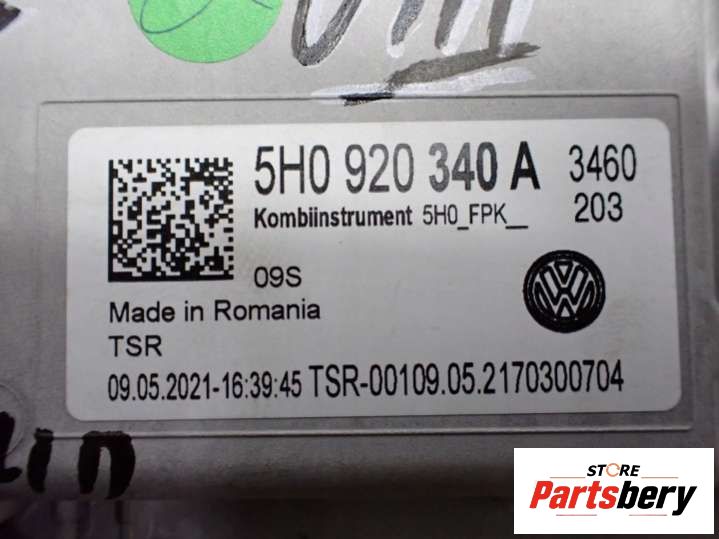 5H0 920 340 A 3460
Kombiinstrument 5H0_FPK__ 203
09S
Made in Romania
TSR
09.05.2021-16:39:45 TSR-00109.05.2170300704
STORE
Partsbery